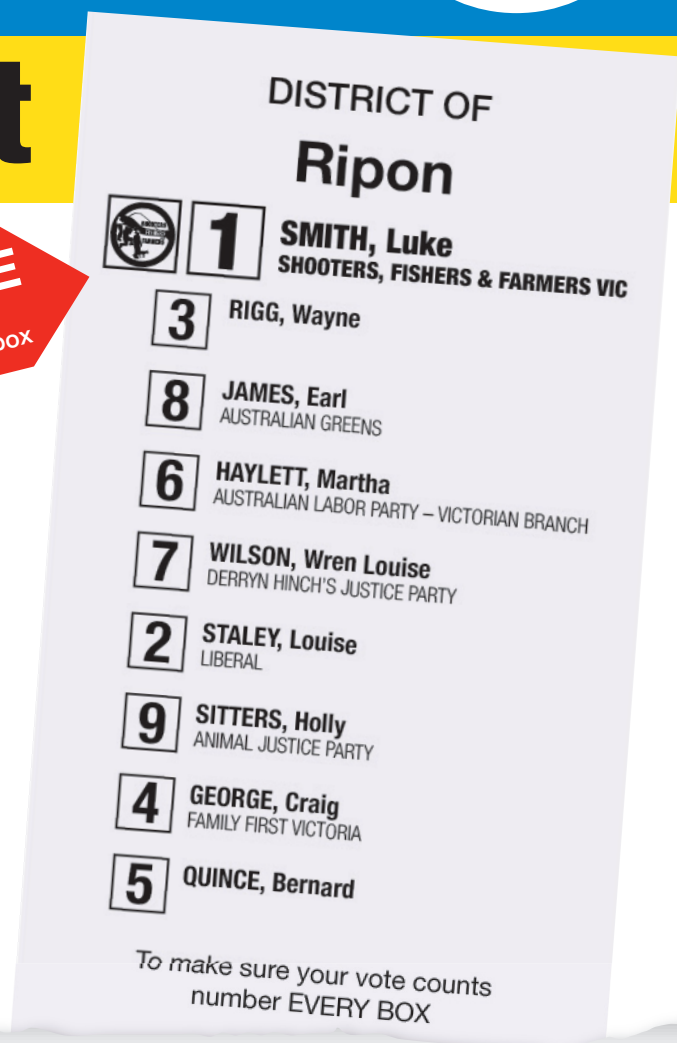 t
DISTRICT OF
Ripon
1
SMITH, Luke
SHOOTERS, FISHERS & FARMERS VIC
3
RIGG, Wayne
8
JAMES, Earl
AUSTRALIAN GREENS
6
HAYLETT, Martha
AUSTRALIAN LABOR PARTY – VICTORIAN BRANCH
7
WILSON, Wren Louise
DERRYN HINCH'S JUSTICE PARTY
2
STALEY, Louise
LIBERAL
9
SITTERS, Holly
ANIMAL JUSTICE PARTY
4
GEORGE, Craig
FAMILY FIRST VICTORIA
5
QUINCE, Bernard
To make sure your vote counts
number EVERY BOX